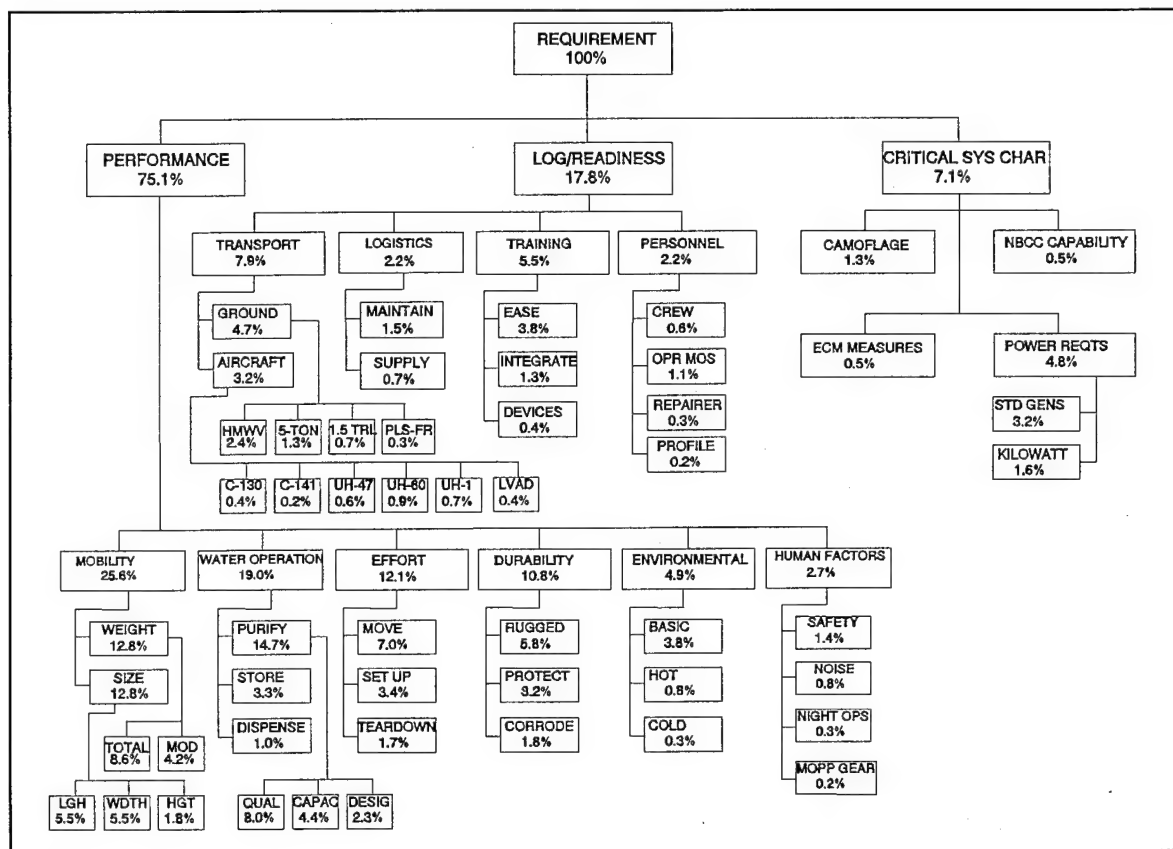 REQUIREMENT
100%
PERFORMANCE
75.1%
LOG/READINESS
17.8%
CRITICAL SYS CHAR
7.1%
TRANSPORT
7.9%
LOGISTICS
2.2%
TRAINING
5.5%
PERSONNEL
2.2%
CAMOFLAGE
1.3%
NBCC CAPABILITY
0.5%
GROUND
4.7%
MAINTAIN
1.5%
EASE
3.8%
CREW
0.6%
AIRCRAFT
3.2%
SUPPLY
0.7%
INTEGRATE
1.3%
OPR MOS
1.1%
ECM MEASURES
0.5%
POWER REQTS
4.8%
DEVICES
0.4%
REPAIRER
0.3%
PROFILE
0.2%
STD GENS
3.2%
KILOWATT
1.6%
HMWV
2.4%
5-TON
1.3%
1.5 TRL
0.7%
PLS-FR
0.3%
C-130
0.4%
C-141
0.2%
UH-47
0.6%
UH-60
0.9%
UH-1
0.7%
LVAD
0.4%
MOBILITY
25.6%
WATER OPERATION
19.0%
EFFORT
12.1%
DURABILITY
10.8%
ENVIRONMENTAL
4.9%
HUMAN FACTORS
2.7%
WEIGHT
12.8%
PURIFY
14.7%
MOVE
7.0%
RUGGED
5.8%
BASIC
3.8%
SAFETY
1.4%
SIZE
12.8%
STORE
3.3%
SET UP
3.4%
PROTECT
3.2%
HOT
0.8%
NOISE
0.8%
TOTAL
8.6%
MOD
4.2%
DISPENSE
1.0%
TEARDOWN
1.7%
CORRODE
1.8%
COLD
0.3%
NIGHT OPS
0.3%
MOPP GEAR
0.2%
LGH
5.5%
WDTH
5.5%
HGT
1.8%
QUAL
8.0%
CAPAC
4.4%
DESIG
2.3%